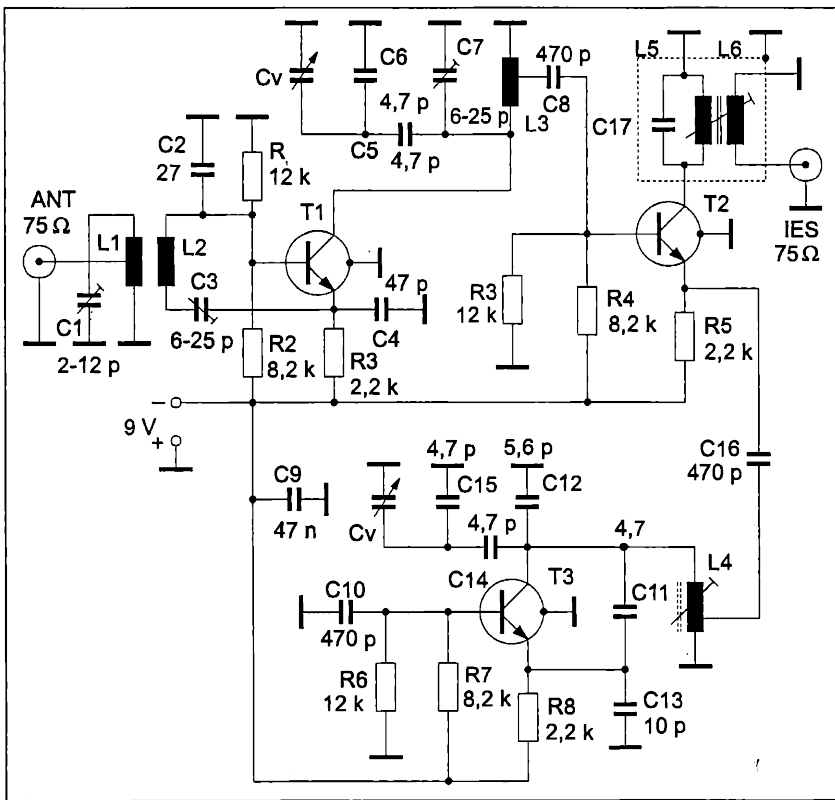 L5
L6
C6
C7
470 p
Cv
4,7 p
6-25 p
C8
L3
C17
C2
27
R
12 k
C5
4,7 p
T1
T2
ANT
75 Ω
IES
75 Ω
L1
L2
C3
47 p
C1
6-25 p
C4
R3
12 k
R4
8,2 k
R5
2,2 k
2-12 p
R2
8,2 k
R3
2,2 k
−
9 V
+
4,7 p
5,6 p
C16
470 p
C9
47 n
Cv
C15
C12
4,7 p
4,7
L4
C14
T3
C10
470 p
C11
R6
12 k
R7
8,2 k
R8
2,2 k
C13
10 p